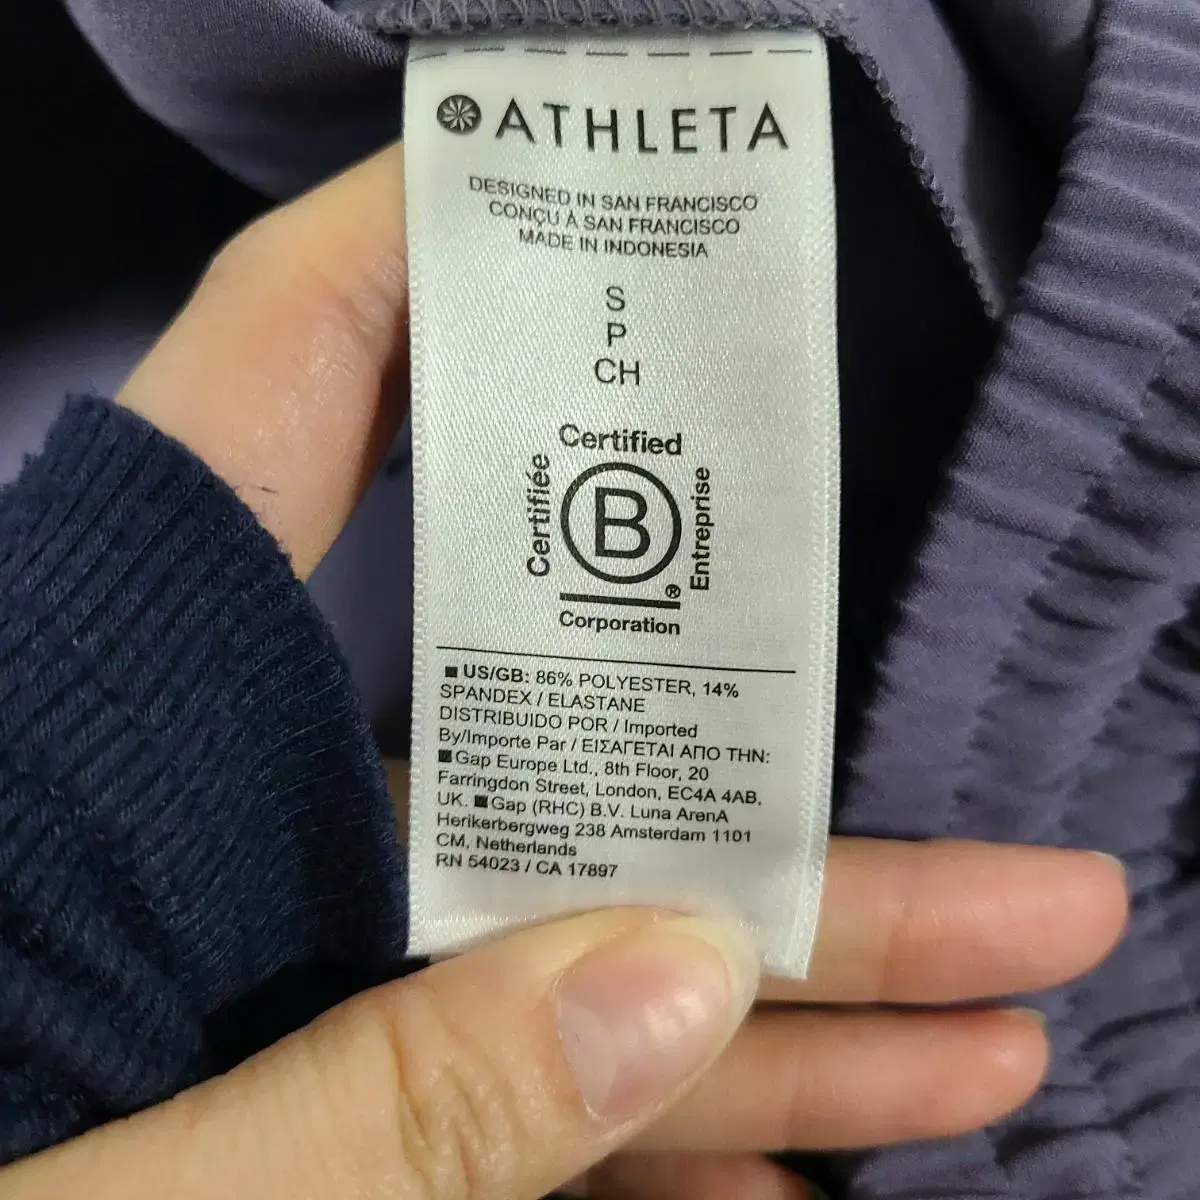 ATHLETA
DESIGNED IN SAN FRANCISCO
CONÇU À SAN FRANCISCO
MADE IN INDONESIA
S
P
CH
Certified
Certifiée
B
Entreprise
®
Corporation
■ US/GB: 86% POLYESTER, 14%
SPANDEX / ELASTANE
DISTRIBUIDO POR / Imported
By/Importe Par / ΕΙΣΑΓΕΤΑΙ ΑΠΟ ΤΗΝ:
■ Gap Europe Ltd., 8th Floor, 20
Farringdon Street, London, EC4A 4AB,
UK. ■ Gap (RHC) B.V. Luna ArenA
Herikerbergweg 238 Amsterdam 1101
CM, Netherlands
RN 54023 / CA 17897